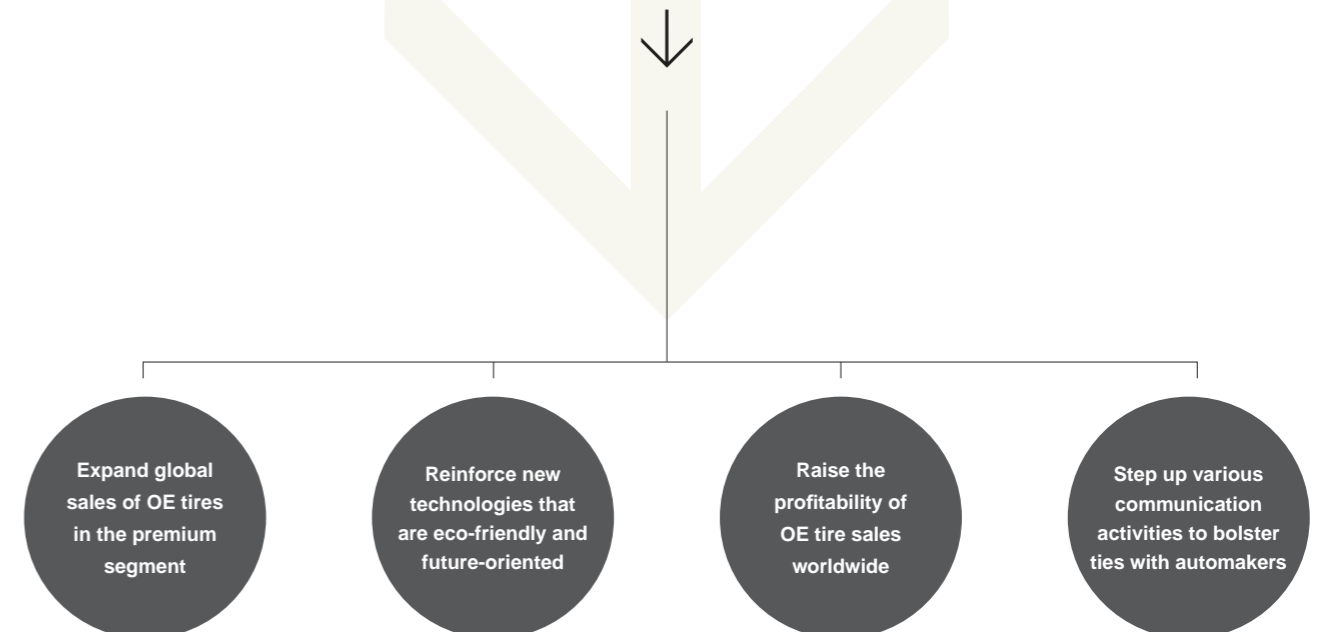 Expand global
sales of OE tires
in the premium
segment
Reinforce new
technologies that
are eco-friendly and
future-oriented
Raise the
profitability of
OE tire sales
worldwide
Step up various
communication
activities to bolster
ties with automakers